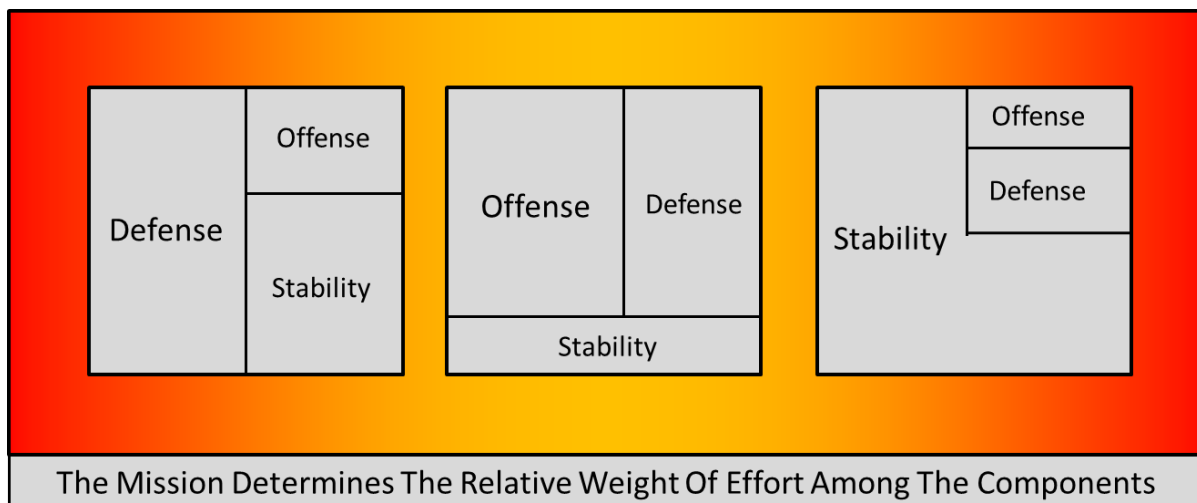 Defense
Offense
Stability
Offense
Defense
Stability
Stability
Offense
Defense
The Mission Determines The Relative Weight Of Effort Among The Components